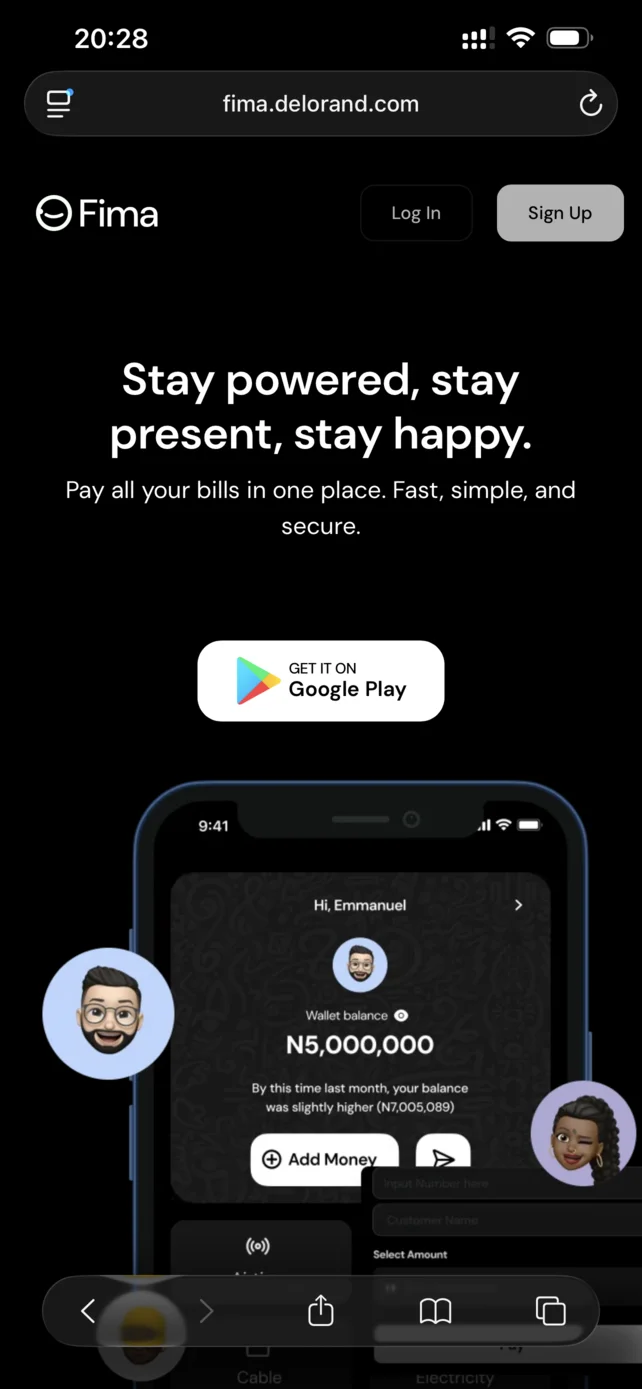 20:28
fima.delorand.com
Fima
Log In
Sign Up
Stay powered, stay
present, stay happy.
Pay all your bills in one place. Fast, simple, and
secure.
GET IT ON
Google Play
9:41
Hi, Emmanuel
Wallet balance
N5,000,000
By this time last month, your balance
was slightly higher (N7,005,089)
Add Money
Input Number here
Customer Name
Select Amount
Pay
Cable
Electricity